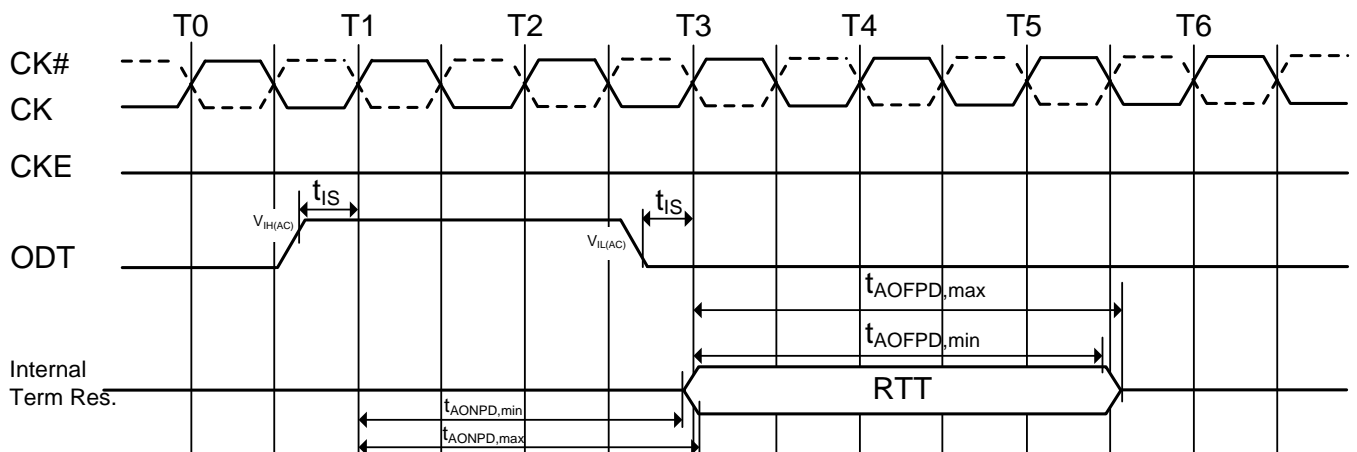 T0 T1 T2 T3 T4 T5 T6
CK#
CK
CKE
tIS
tIS
VIH(AC)
VIL(AC)
ODT
tAOFPD,max
tAOFPD,min
Internal
Term Res.
RTT
tAONPD,min
tAONPD,max